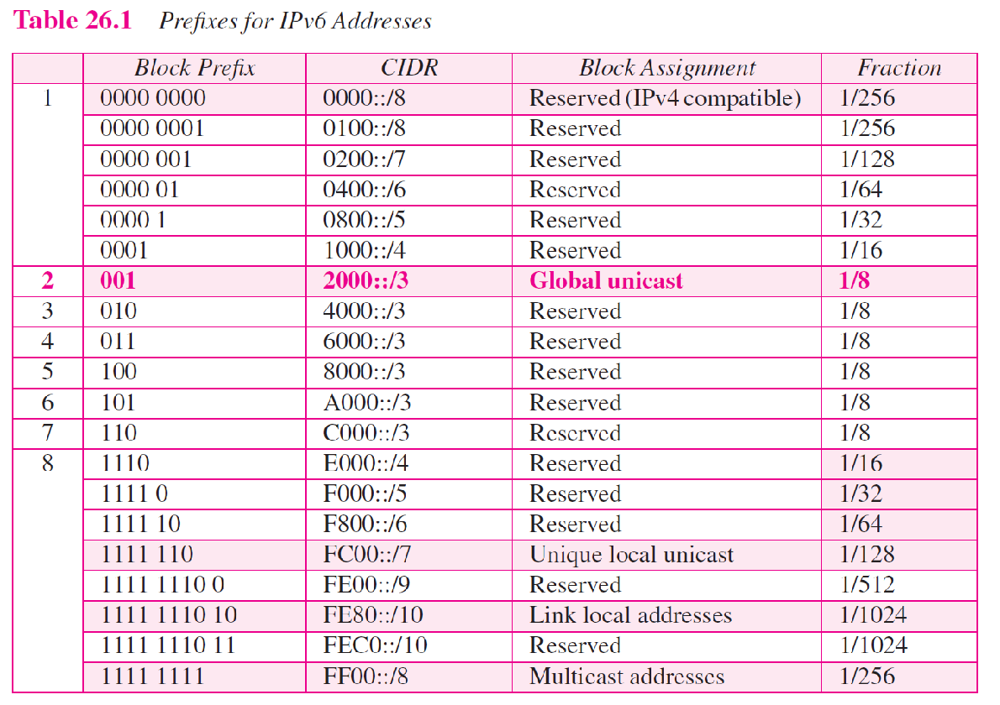 Table 26.1 Prefixes for IPv6 Addresses
Block Prefix CIDR Block Assignment Fraction
1 0000 0000 0000::/8 Reserved (IPv4 compatible) 1/256
0000 0001 0100::/8 Reserved 1/256
0000 001 0200::/7 Reserved 1/128
0000 01 0400::/6 Reserved 1/64
0000 1 0800::/5 Reserved 1/32
0001 1000::/4 Reserved 1/16
2 001 2000::/3 Global unicast 1/8
3 010 4000::/3 Reserved 1/8
4 011 6000::/3 Reserved 1/8
5 100 8000::/3 Reserved 1/8
6 101 A000::/3 Reserved 1/8
7 110 C000::/3 Reserved 1/8
8 1110 E000::/4 Reserved 1/16
1111 0 F000::/5 Reserved 1/32
1111 10 F800::/6 Reserved 1/64
1111 110 FC00::/7 Unique local unicast 1/128
1111 1110 0 FE00::/9 Reserved 1/512
1111 1110 10 FE80::/10 Link local addresses 1/1024
1111 1110 11 FEC0::/10 Reserved 1/1024
1111 1111 FF00::/8 Multicast addresses 1/256